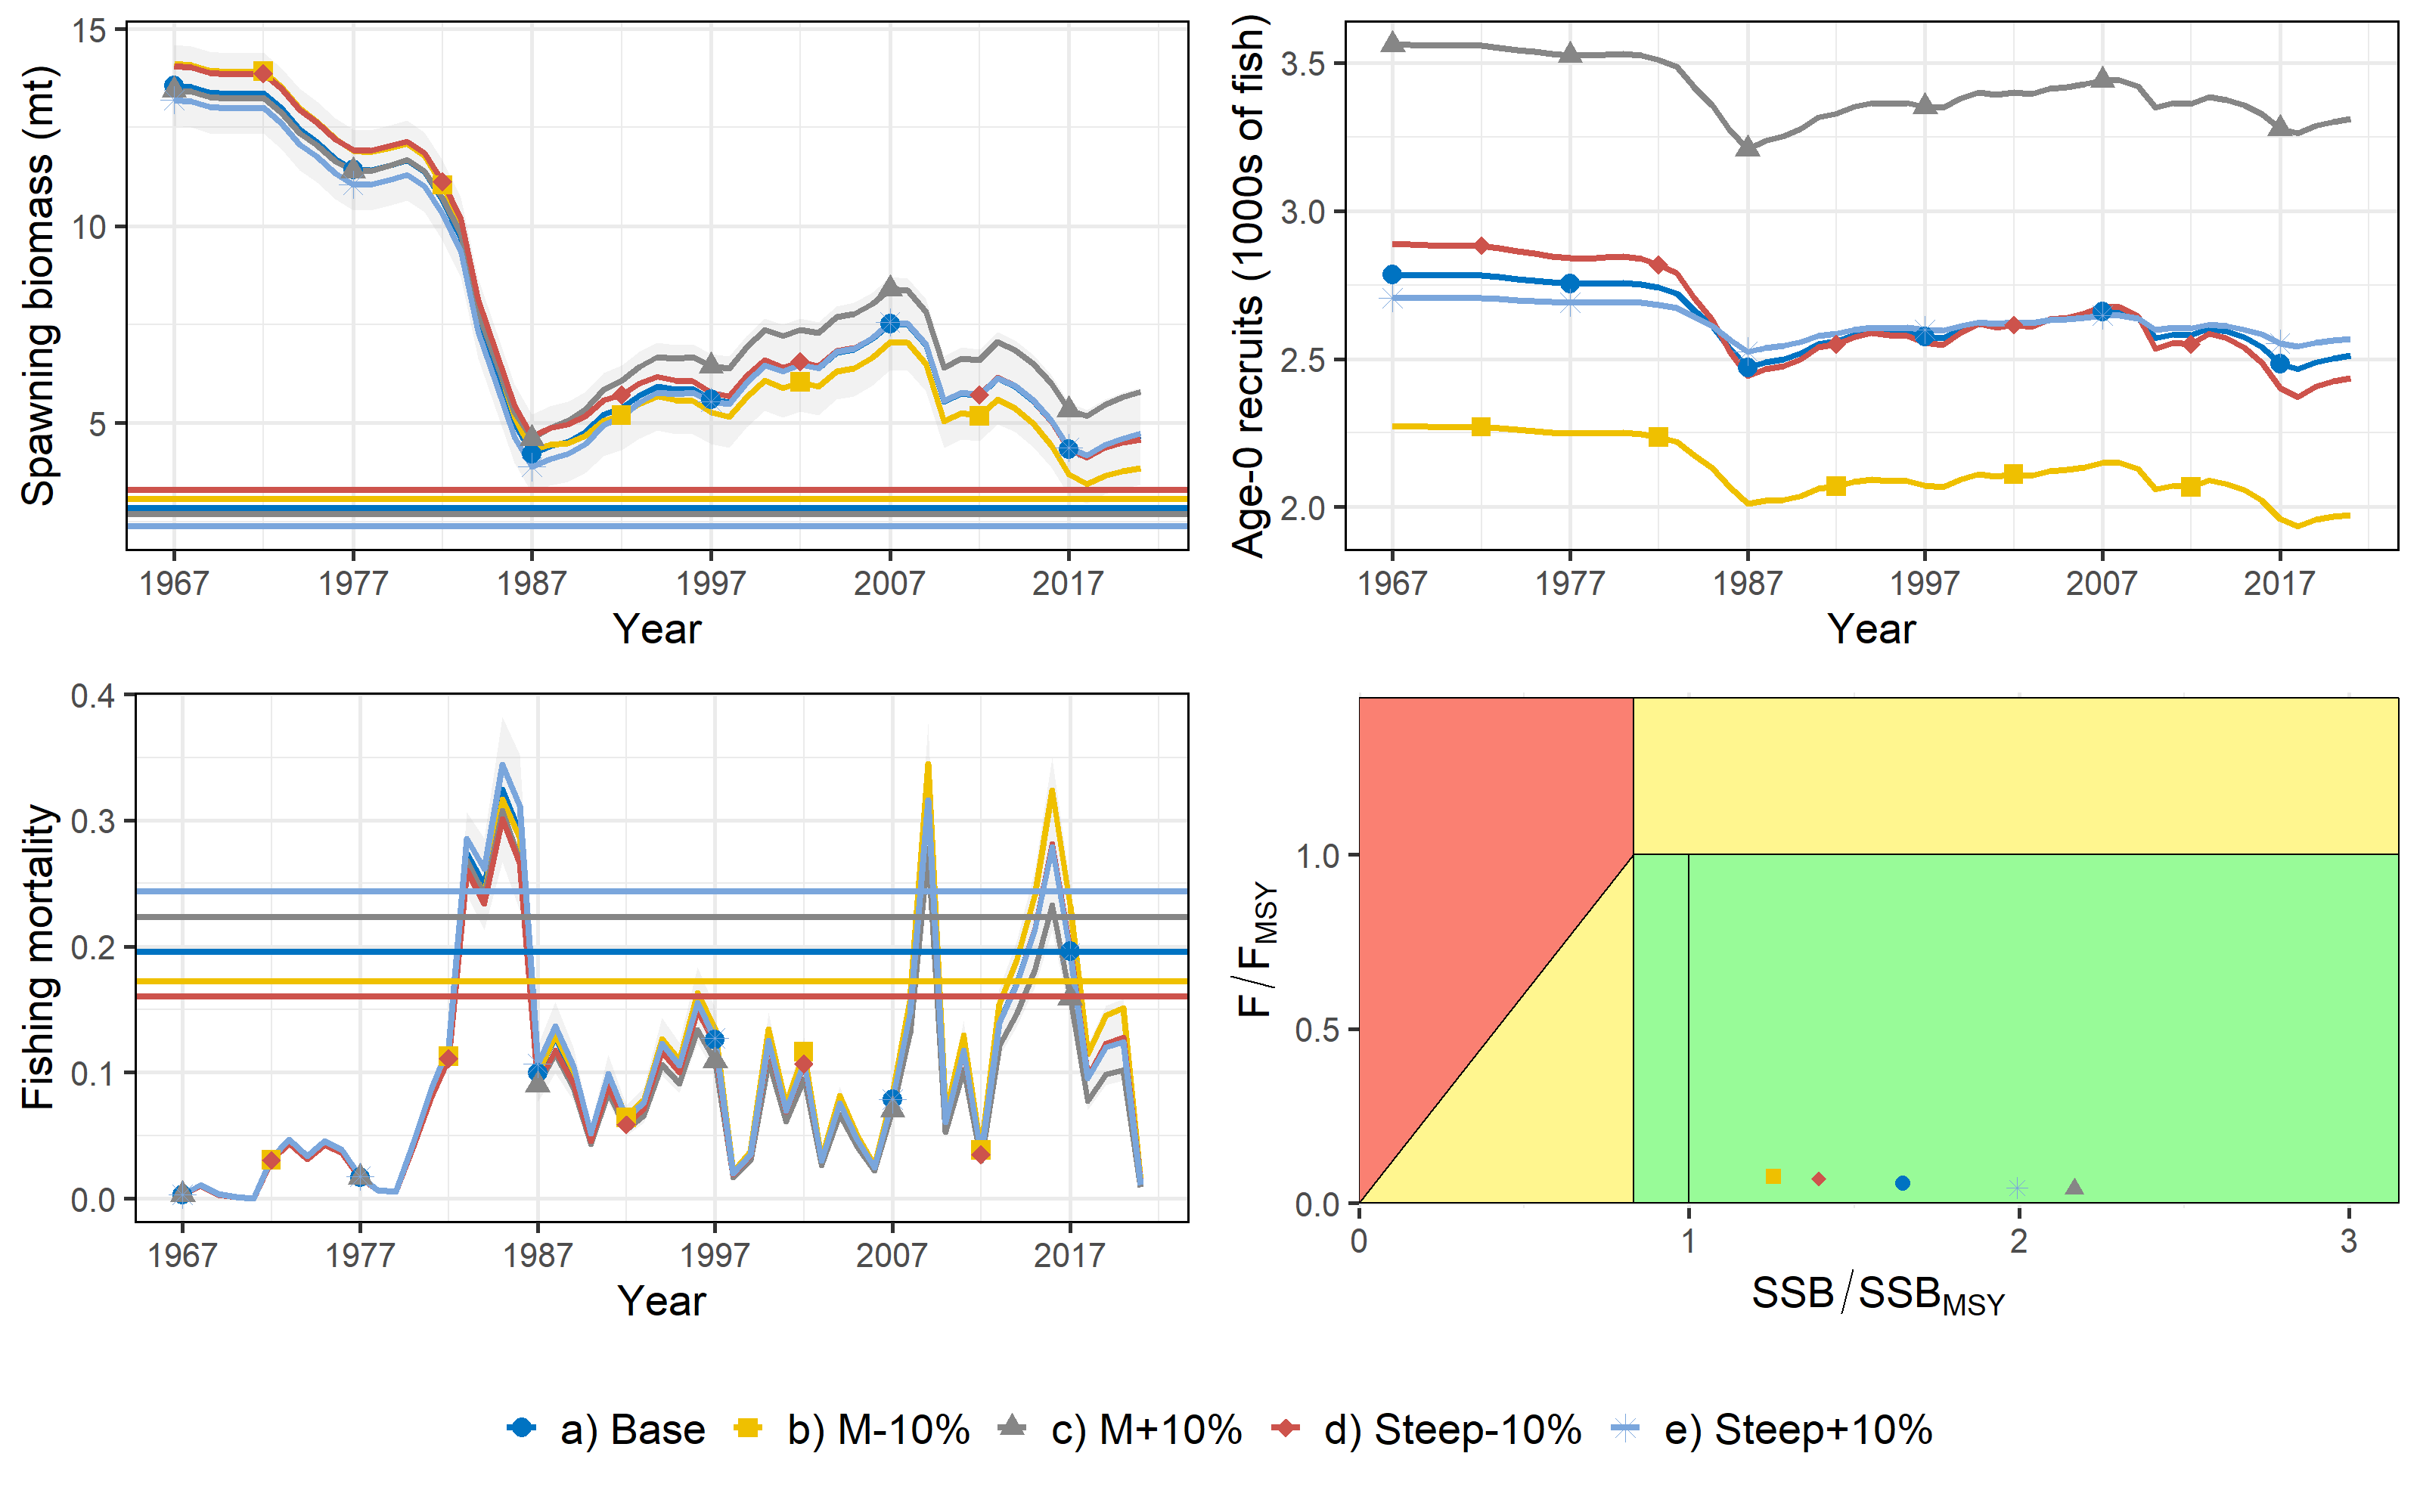 Spawning biomass (mt)
15
10
5
1967 1977 1987 1997 2007 2017
Year
Age-0 recruits (1000s of fish)
3.5
3.0
2.5
2.0
1967 1977 1987 1997 2007 2017
Year
Fishing mortality
0.4
0.3
0.2
0.1
0.0
1967 1977 1987 1997 2007 2017
Year
F/FMSY
1.0
0.5
0.0
0 1 2 3
SSB/SSBMSY
a) Base b) M-10% c) M+10% d) Steep-10% e) Steep+10%